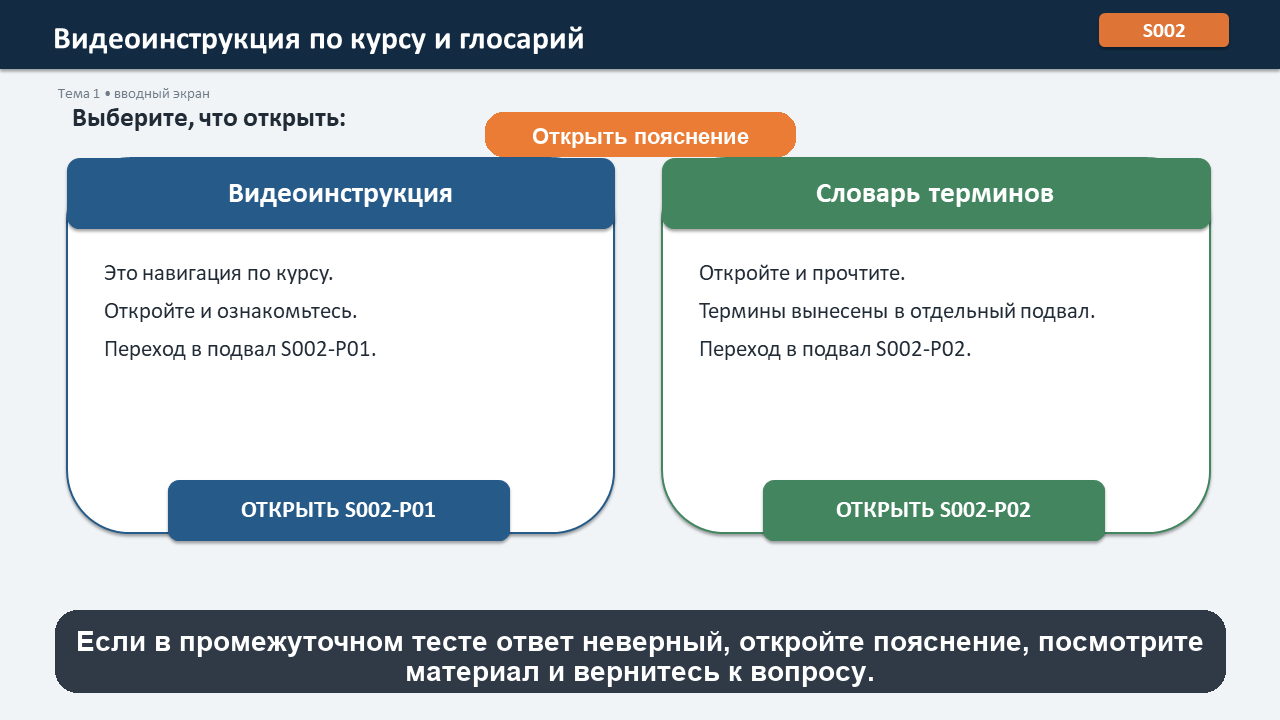 Видеоинструкция по курсу и глосарий
S002
Тема 1 • вводный экран
Выберите, что открыть:
Открыть пояснение
Видеоинструкция
Это навигация по курсу.
Откройте и ознакомьтесь.
Переход в подвал S002-P01.
ОТКРЫТЬ S002-P01
Словарь терминов
Откройте и прочтите.
Термины вынесены в отдельный подвал.
Переход в подвал S002-P02.
ОТКРЫТЬ S002-P02
Если в промежуточном тесте ответ неверный, откройте пояснение, посмотрите
материал и вернитесь к вопросу.